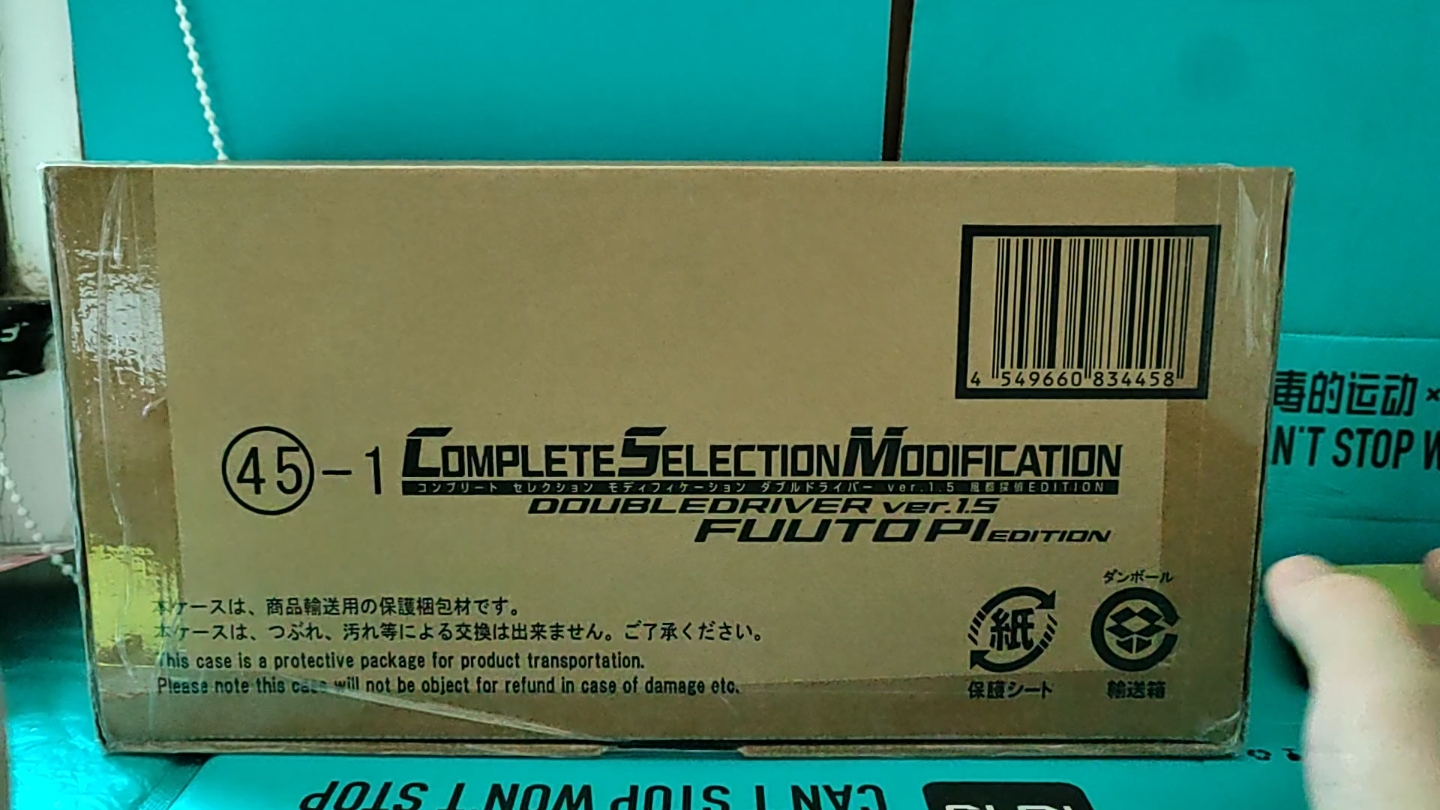 4 549660 834458
45-1 COMPLETE SELECTION MODIFICATION
コンプリート セレクション モディフィケーション ダブルドライバー ver.1.5 風都探偵EDITION
DOUBLEDRIVER ver.1.5
FUUTO PI EDITION
毒的运动 ×
N'T STOP W
ダンボール
紙
保護シート
輸送箱
本ケースは、商品輸送用の保護梱包材です。
本ケースは、つぶれ、汚れ等による交換は出来ません。ご了承ください。
This case is a protective package for product transportation.
Please note this case will not be object for refund in case of damage etc.
CAN'T STOP WON'T STOP